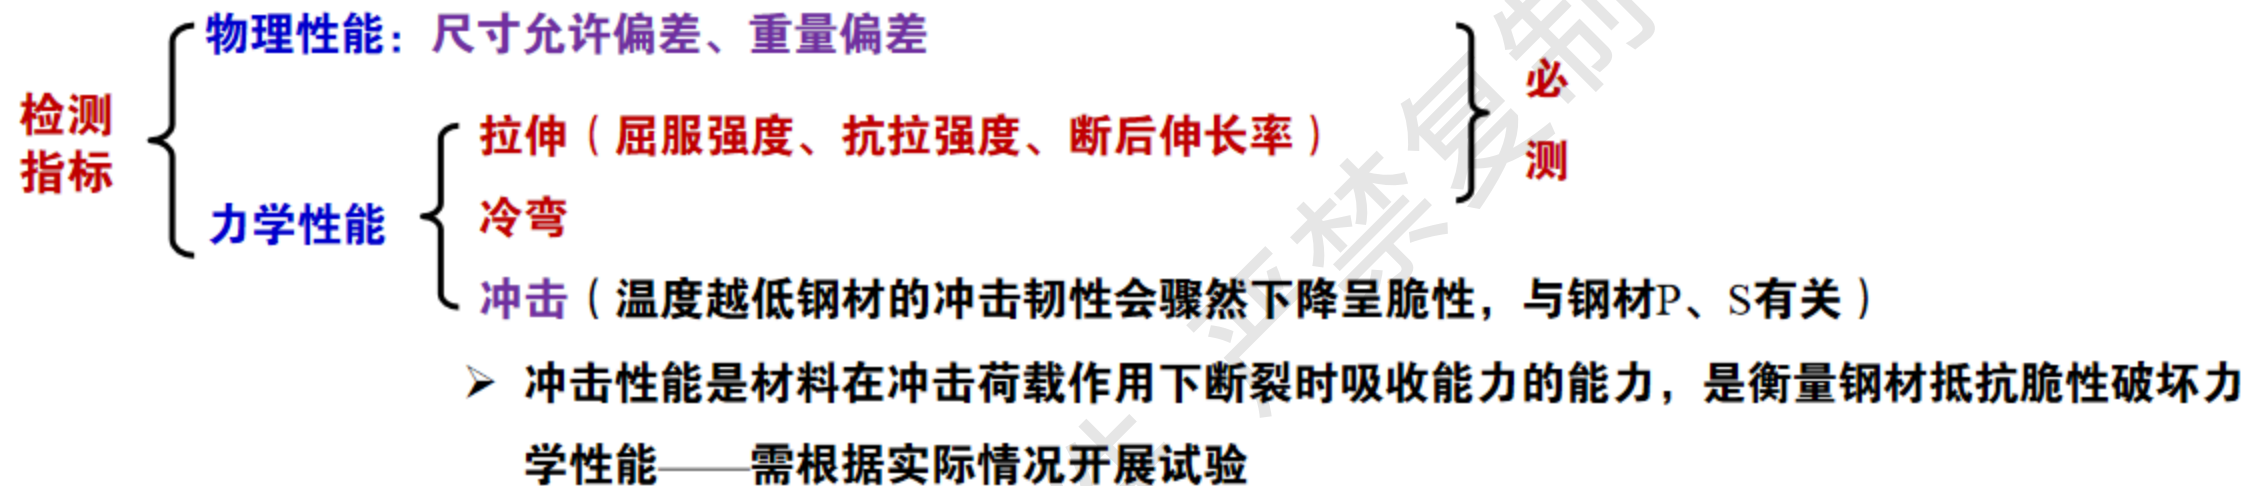 检测
指标
物理性能：尺寸允许偏差、重量偏差
力学性能
拉伸（屈服强度、抗拉强度、断后伸长率）
冷弯
冲击（温度越低钢材的冲击韧性会骤然下降呈脆性，与钢材P、S有关）
必
测
➢ 冲击性能是材料在冲击荷载作用下断裂时吸收能力的能力，是衡量钢材抵抗脆性破坏力
学性能——需根据实际情况开展试验
严禁复制